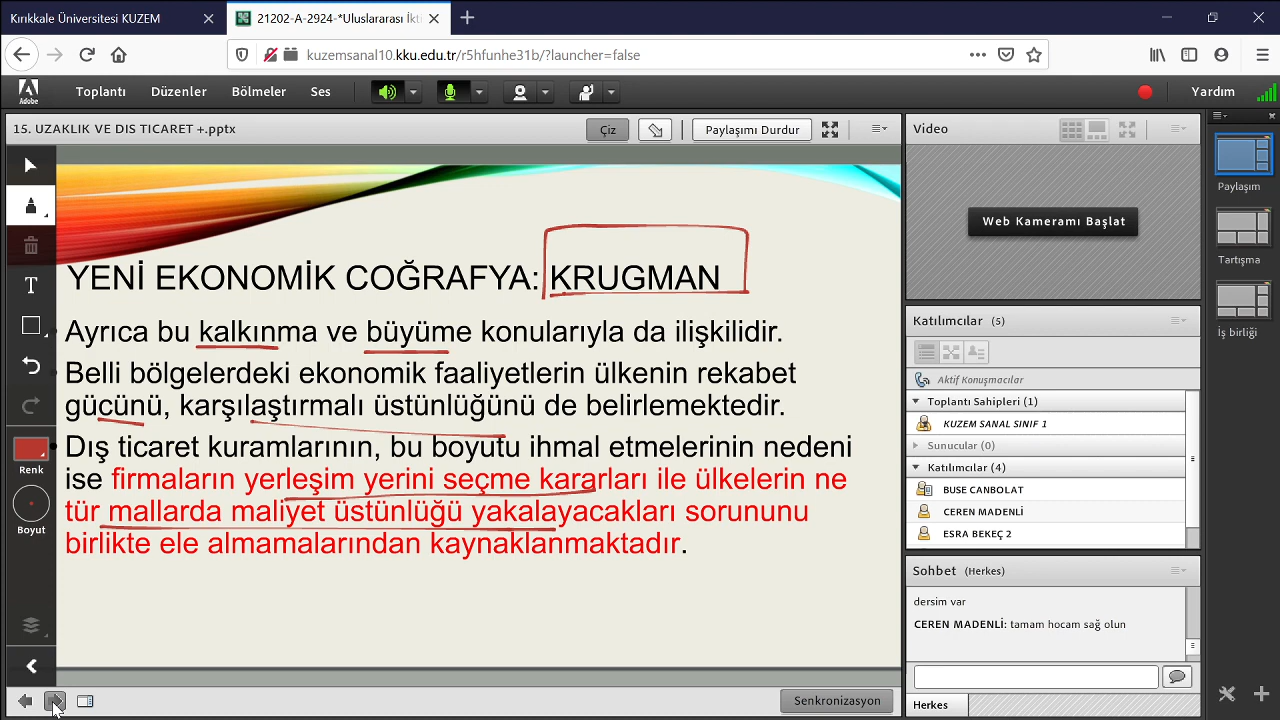 Kırıkkale Üniversitesi KUZEM
21202-A-2924-*Uluslararası İkti
kuzemsanal10.kku.edu.tr/r5hfunhe31b/?launcher=false
Adobe
Toplantı
Düzenler
Bölmeler
Ses
Yardım
15. UZAKLIK VE DIS TICARET +.pptx
Çiz
Paylaşımı Durdur
YENİ EKONOMİK COĞRAFYA: KRUGMAN
• Ayrıca bu kalkınma ve büyüme konularıyla da ilişkilidir.
• Belli bölgelerdeki ekonomik faaliyetlerin ülkenin rekabet
gücünü, karşılaştırmalı üstünlüğünü de belirlemektedir.
• Dış ticaret kuramlarının, bu boyutu ihmal etmelerinin nedeni
ise firmaların yerleşim yerini seçme kararları ile ülkelerin ne
tür mallarda maliyet üstünlüğü yakalayacakları sorununu
birlikte ele almamalarından kaynaklanmaktadır.
T
Renk
Boyut
Senkronizasyon
Video
Web Kameramı Başlat
Katılımcılar (5)
Aktif Konuşmacılar
Toplantı Sahipleri (1)
KUZEM SANAL SINIF 1
Sunucular (0)
Katılımcılar (4)
BUSE CANBOLAT
CEREN MADENLİ
ESRA BEKEÇ 2
Sohbet (Herkes)
dersim var
CEREN MADENLİ: tamam hocam sağ olun
Herkes
Paylaşım
Tartışma
İş birliği